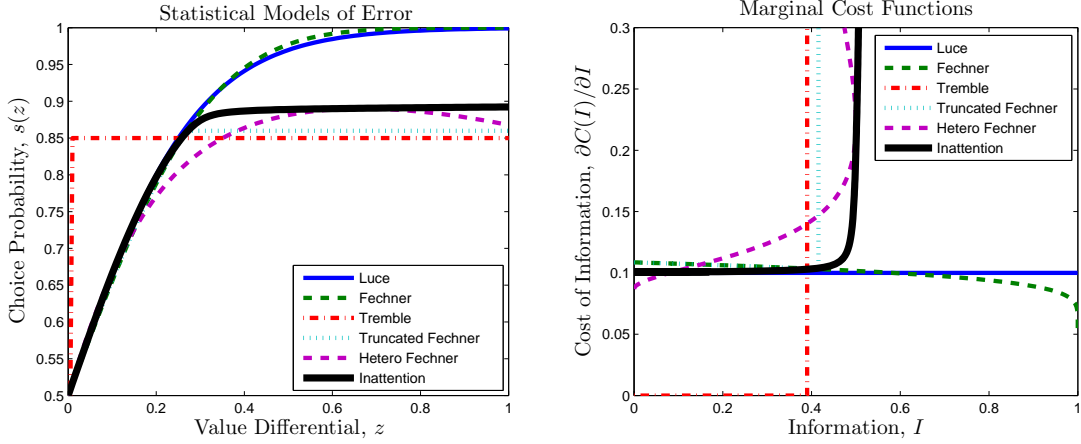 Statistical Models of Error
1
0.95
0.9
0.85
0.8
0.75
0.7
0.65
0.6
0.55
0.5
Choice Probability, s(z)
Luce
Fechner
Tremble
Truncated Fechner
Hetero Fechner
Inattention
0
0.2
0.4
0.6
0.8
1
Value Differential, z
Marginal Cost Functions
0.3
0.25
0.2
0.15
0.1
0.05
0
Cost of Information, ∂C(I)/∂I
Luce
Fechner
Tremble
Truncated Fechner
Hetero Fechner
Inattention
0
0.2
0.4
0.6
0.8
1
Information, I